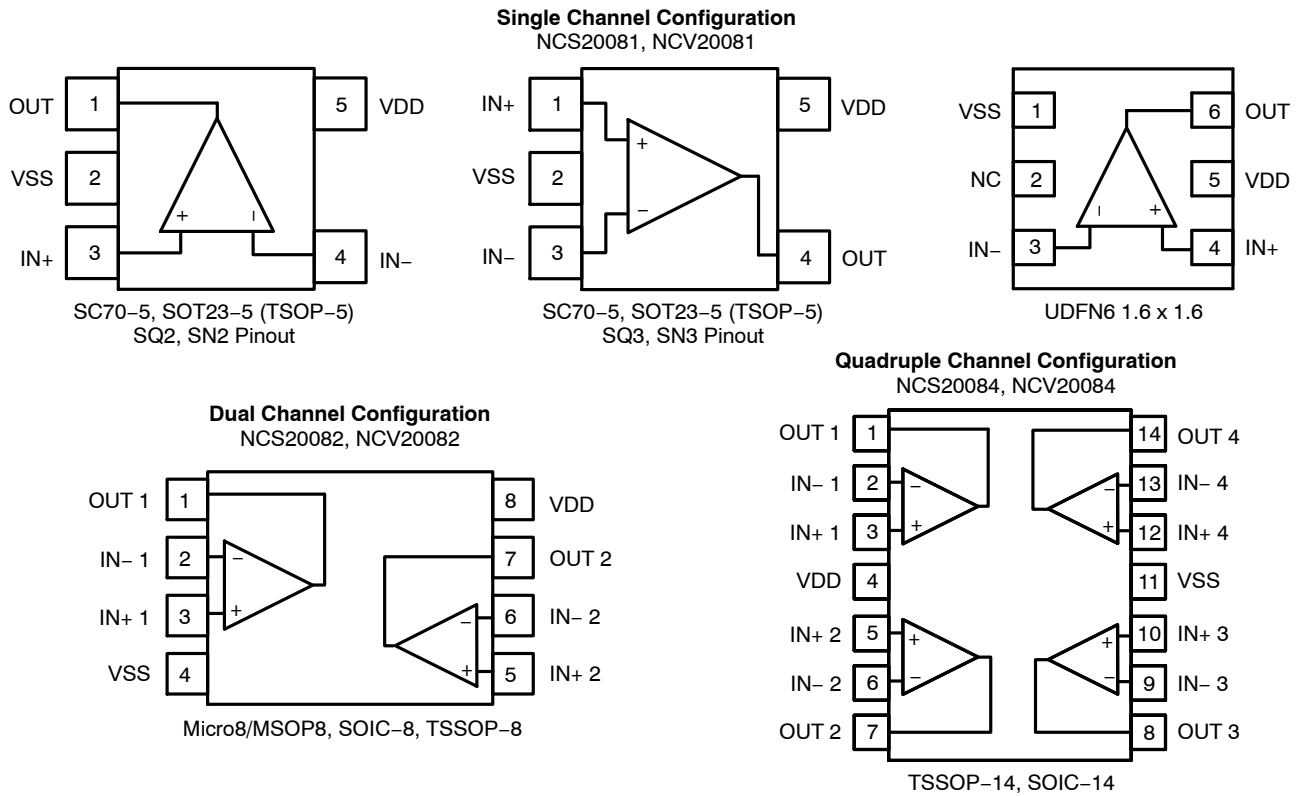 Single Channel Configuration
NCS20081, NCV20081
OUT 1
5 VDD
VSS 2
IN+ 3
4 IN−
+ −
SC70−5, SOT23−5 (TSOP−5)
SQ2, SN2 Pinout
IN+ 1
5 VDD
VSS 2
IN− 3
4 OUT
+
−
SC70−5, SOT23−5 (TSOP−5)
SQ3, SN3 Pinout
VSS 1
6 OUT
NC 2
5 VDD
IN− 3
4 IN+
− +
UDFN6 1.6 x 1.6
Dual Channel Configuration
NCS20082, NCV20082
OUT 1 1
8 VDD
IN− 1 2
−
7 OUT 2
IN+ 1 3
+
6 IN− 2
−
VSS 4
5 IN+ 2
+
Micro8/MSOP8, SOIC−8, TSSOP−8
Quadruple Channel Configuration
NCS20084, NCV20084
OUT 1 1
14 OUT 4
IN− 1 2
−
13 IN− 4
−
IN+ 1 3
+
12 IN+ 4
+
VDD 4
11 VSS
IN+ 2 5
+
10 IN+ 3
+
IN− 2 6
−
9 IN− 3
−
OUT 2 7
8 OUT 3
TSSOP−14, SOIC−14